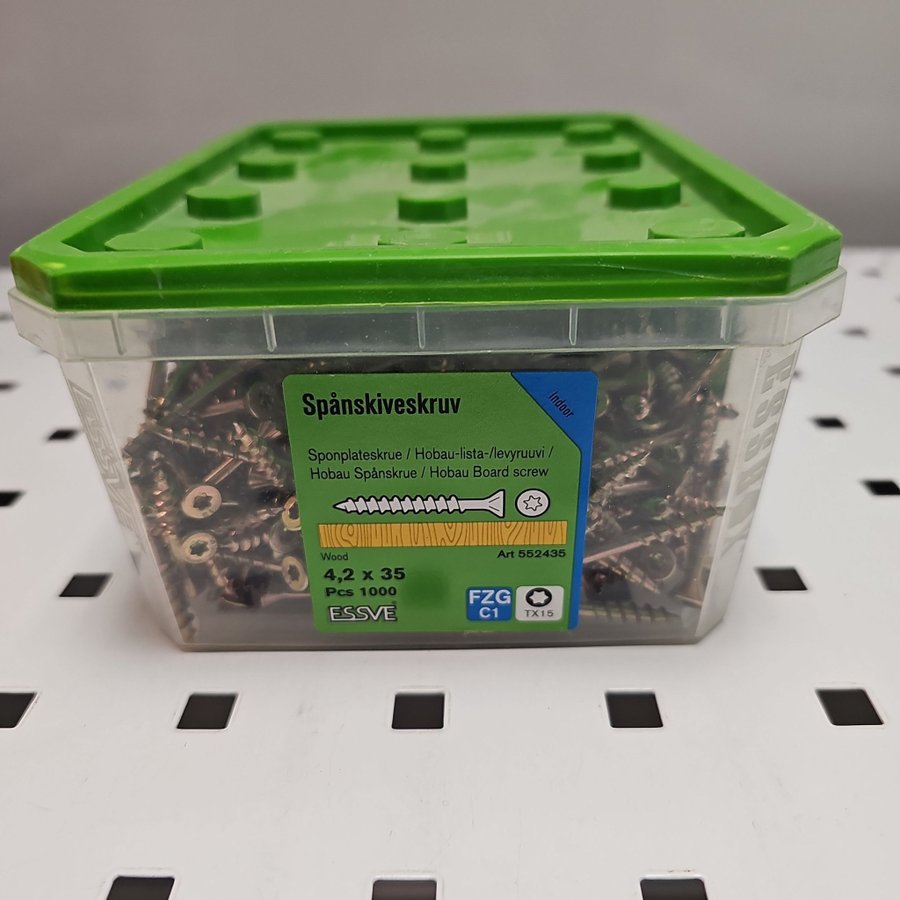 Spånskiveskruv
Indoor
Sponplateskrue / Hobau-lista-/levyruuvi /
Hobau Spånskrue / Hobau Board screw
Wood
Art 552435
4,2 x 35
Pcs 1000
ESSVE
FZG
C1
TX15
ESSBOX